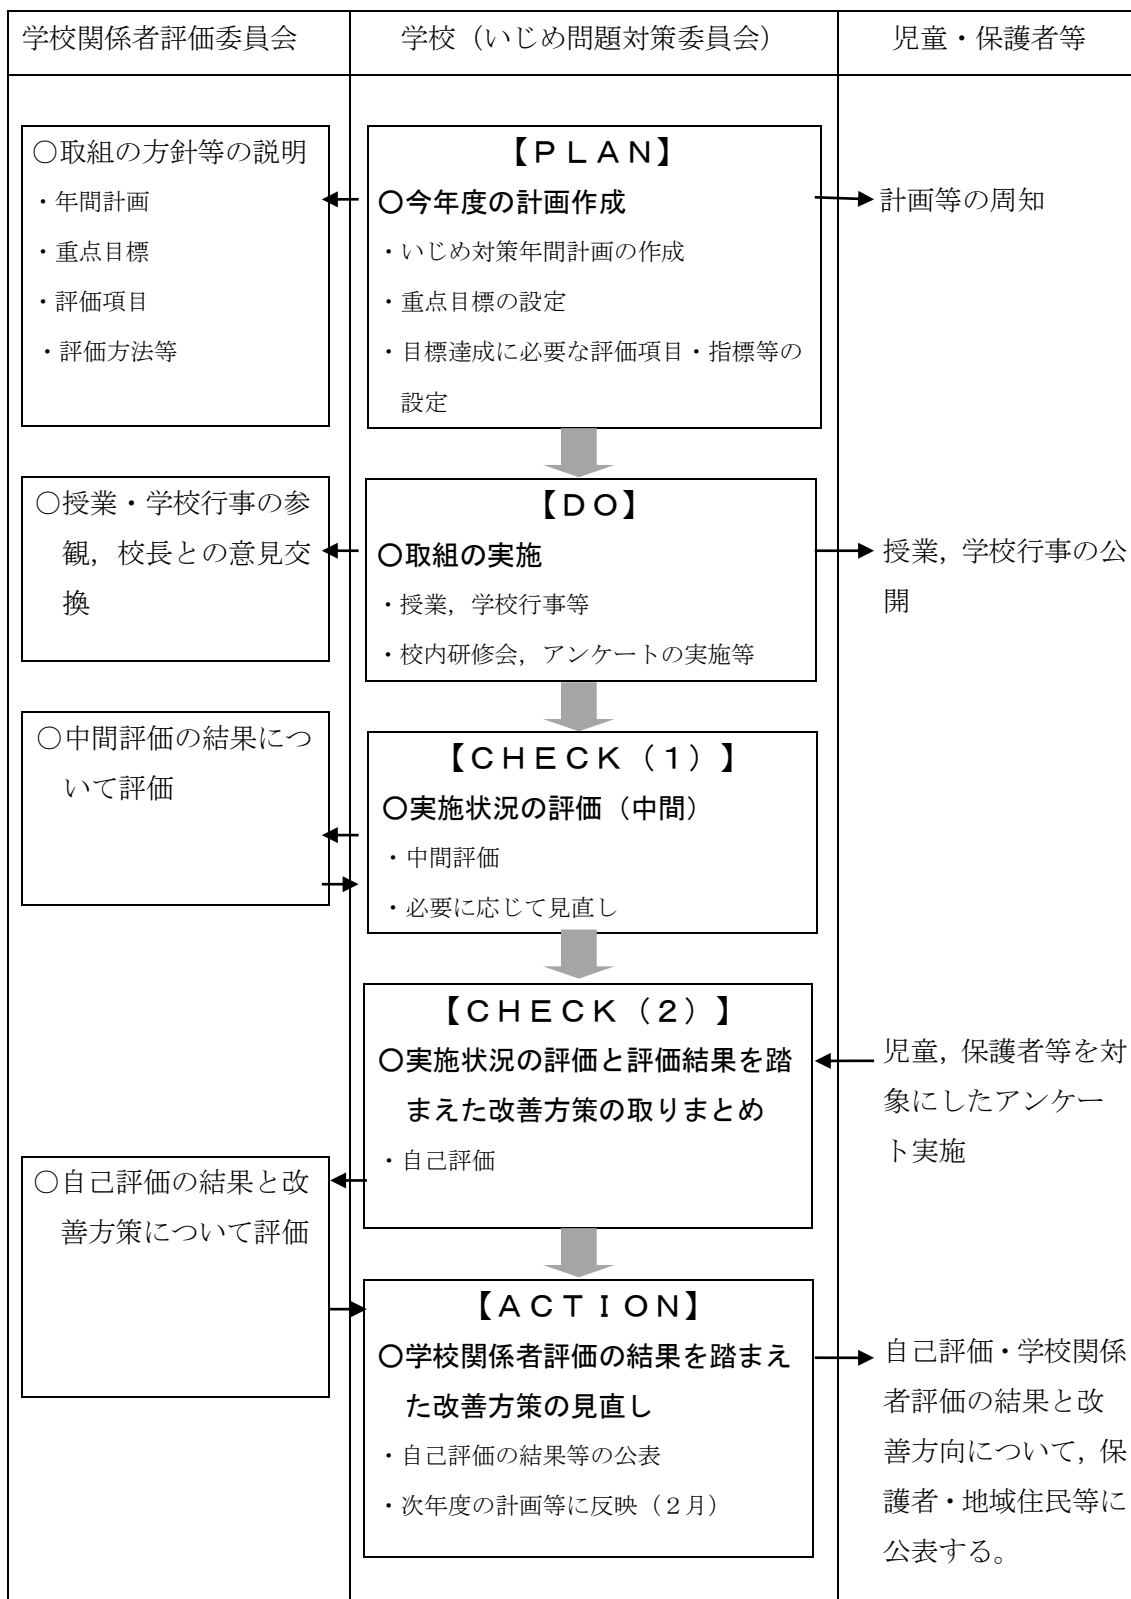 学校関係者評価委員会
学校（いじめ問題対策委員会）
児童・保護者等
○取組の方針等の説明
・年間計画
・重点目標
・評価項目
・評価方法等
【ＰＬＡＮ】
○今年度の計画作成
・いじめ対策年間計画の作成
・重点目標の設定
・目標達成に必要な評価項目・指標等の
設定
計画等の周知
○授業・学校行事の参
観，校長との意見交
換
【ＤＯ】
○取組の実施
・授業，学校行事等
・校内研修会，アンケートの実施等
授業，学校行事の公
開
○中間評価の結果につ
いて評価
【ＣＨＥＣＫ（１）】
○実施状況の評価（中間）
・中間評価
・必要に応じて見直し
【ＣＨＥＣＫ（２）】
○実施状況の評価と評価結果を踏
まえた改善方策の取りまとめ
・自己評価
児童，保護者等を対
象にしたアンケー
ト実施
○自己評価の結果と改
善方策について評価
【ＡＣＴＩＯＮ】
○学校関係者評価の結果を踏まえ
た改善方策の見直し
・自己評価の結果等の公表
・次年度の計画等に反映（２月）
自己評価・学校関係
者評価の結果と改
善方向について，保
護者・地域住民等に
公表する。